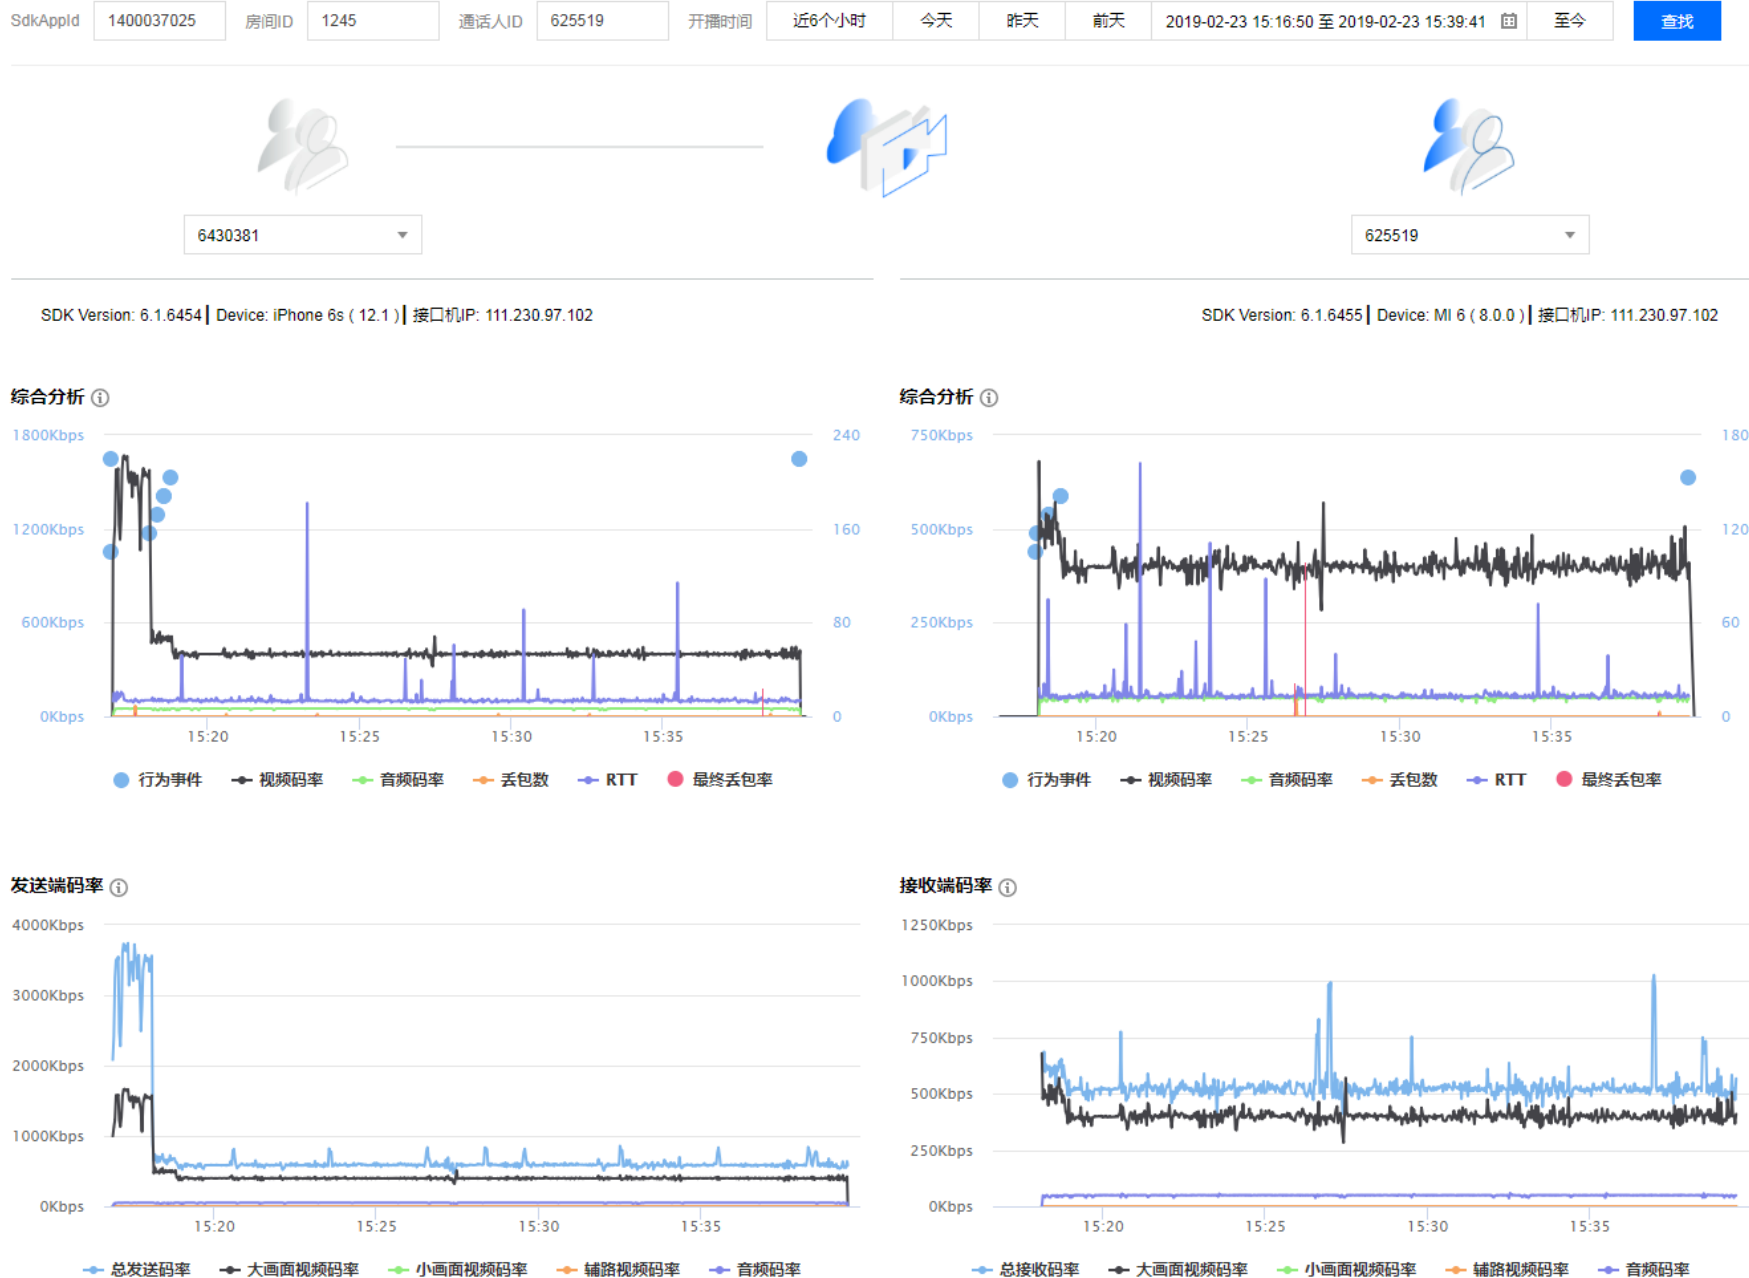 SdkAppId 1400037025 房间ID 1245 通话人ID 625519 开播时间 近6个小时 今天 昨天 前天 2019-02-23 15:16:50 至 2019-02-23 15:39:41 至今 查找
6430381
625519
SDK Version: 6.1.6454 | Device: iPhone 6s ( 12.1 ) | 接口机IP: 111.230.97.102
SDK Version: 6.1.6455 | Device: MI 6 ( 8.0.0 ) | 接口机IP: 111.230.97.102
综合分析
1800Kbps 240
1200Kbps 160
600Kbps 80
0Kbps 0
15:20 15:25 15:30 15:35
行为事件 视频码率 音频码率 丢包数 RTT 最终丢包率
综合分析
750Kbps 180
500Kbps 120
250Kbps 60
0Kbps 0
15:20 15:25 15:30 15:35
行为事件 视频码率 音频码率 丢包数 RTT 最终丢包率
发送端码率
4000Kbps
3000Kbps
2000Kbps
1000Kbps
0Kbps
15:20 15:25 15:30 15:35
总发送码率 大画面视频码率 小画面视频码率 辅路视频码率 音频码率
接收端码率
1250Kbps
1000Kbps
750Kbps
500Kbps
250Kbps
0Kbps
15:20 15:25 15:30 15:35
总接收码率 大画面视频码率 小画面视频码率 辅路视频码率 音频码率